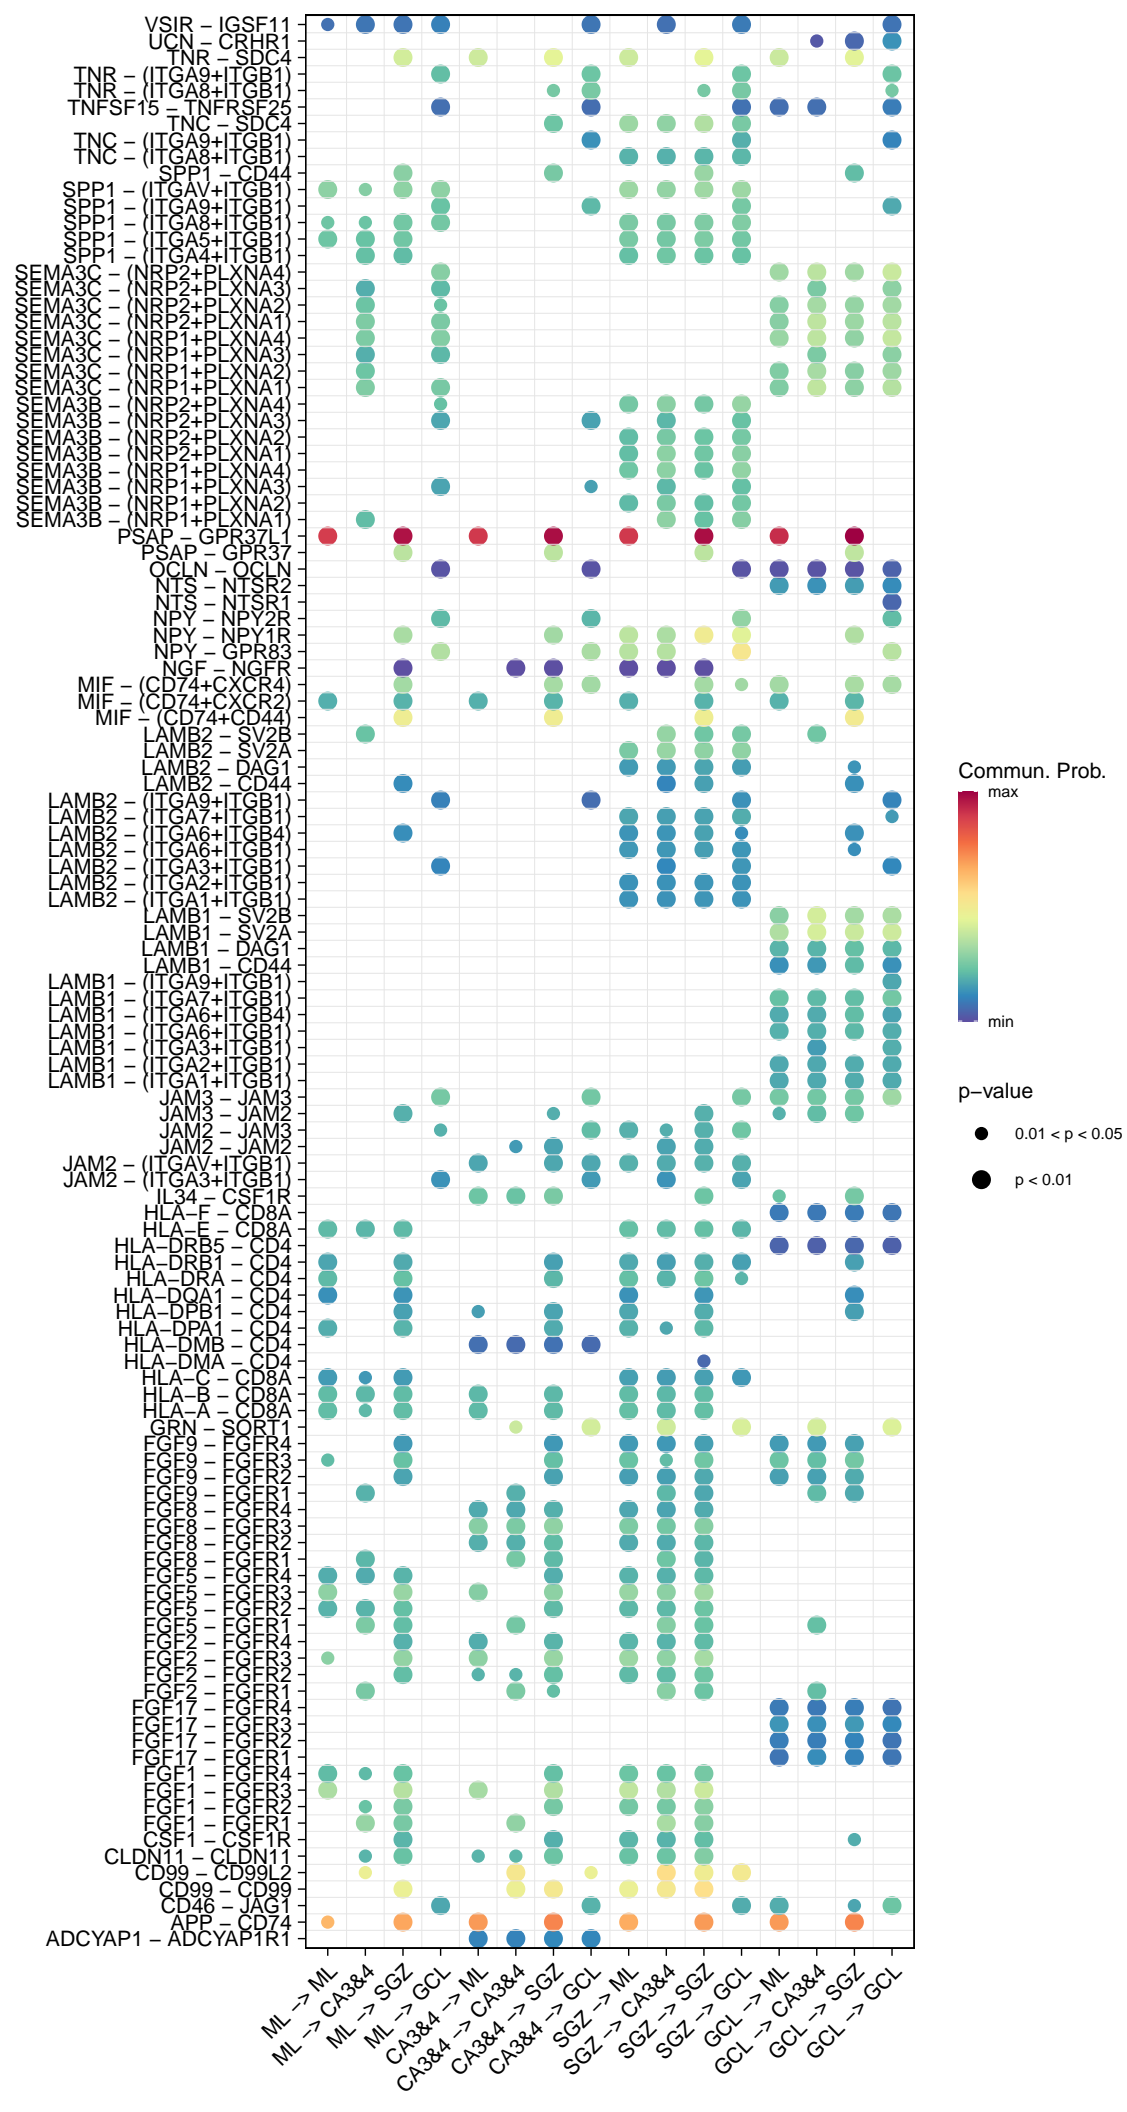 VSIR – IGSF11
UCN – CRHR1
TNR – SDC4
TNR – (ITGA9+ITGB1)
TNR – (ITGA8+ITGB1)
TNFSF15 – TNFRSF25
TNC – SDC4
TNC – (ITGA9+ITGB1)
TNC – (ITGA8+ITGB1)
SPP1 – CD44
SPP1 – (ITGAV+ITGB1)
SPP1 – (ITGA9+ITGB1)
SPP1 – (ITGA8+ITGB1)
SPP1 – (ITGA5+ITGB1)
SPP1 – (ITGA4+ITGB1)
SEMA3C – (NRP2+PLXNA4)
SEMA3C – (NRP2+PLXNA3)
SEMA3C – (NRP2+PLXNA2)
SEMA3C – (NRP2+PLXNA1)
SEMA3C – (NRP1+PLXNA4)
SEMA3C – (NRP1+PLXNA3)
SEMA3C – (NRP1+PLXNA2)
SEMA3C – (NRP1+PLXNA1)
SEMA3B – (NRP2+PLXNA4)
SEMA3B – (NRP2+PLXNA3)
SEMA3B – (NRP2+PLXNA2)
SEMA3B – (NRP2+PLXNA1)
SEMA3B – (NRP1+PLXNA4)
SEMA3B – (NRP1+PLXNA3)
SEMA3B – (NRP1+PLXNA2)
SEMA3B – (NRP1+PLXNA1)
PSAP – GPR37L1
PSAP – GPR37
OCLN – OCLN
NTS – NTSR2
NTS – NTSR1
NPY – NPY2R
NPY – NPY1R
NPY – GPR83
NGF – NGFR
MIF – (CD74+CXCR4)
MIF – (CD74+CXCR2)
MIF – (CD74+CD44)
LAMB2 – SV2B
LAMB2 – SV2A
LAMB2 – DAG1
LAMB2 – CD44
LAMB2 – (ITGA9+ITGB1)
LAMB2 – (ITGA7+ITGB1)
LAMB2 – (ITGA6+ITGB4)
LAMB2 – (ITGA6+ITGB1)
LAMB2 – (ITGA3+ITGB1)
LAMB2 – (ITGA2+ITGB1)
LAMB2 – (ITGA1+ITGB1)
LAMB1 – SV2B
LAMB1 – SV2A
LAMB1 – DAG1
LAMB1 – CD44
LAMB1 – (ITGA9+ITGB1)
LAMB1 – (ITGA7+ITGB1)
LAMB1 – (ITGA6+ITGB4)
LAMB1 – (ITGA6+ITGB1)
LAMB1 – (ITGA3+ITGB1)
LAMB1 – (ITGA2+ITGB1)
LAMB1 – (ITGA1+ITGB1)
JAM3 – JAM3
JAM3 – JAM2
JAM2 – JAM3
JAM2 – JAM2
JAM2 – (ITGAV+ITGB1)
JAM2 – (ITGA3+ITGB1)
IL34 – CSF1R
HLA–F – CD8A
HLA–E – CD8A
HLA–DRB5 – CD4
HLA–DRB1 – CD4
HLA–DRA – CD4
HLA–DQA1 – CD4
HLA–DPB1 – CD4
HLA–DPA1 – CD4
HLA–DMB – CD4
HLA–DMA – CD4
HLA–C – CD8A
HLA–B – CD8A
HLA–A – CD8A
GRN – SORT1
FGF9 – FGFR4
FGF9 – FGFR3
FGF9 – FGFR2
FGF9 – FGFR1
FGF8 – FGFR4
FGF8 – FGFR3
FGF8 – FGFR2
FGF8 – FGFR1
FGF5 – FGFR4
FGF5 – FGFR3
FGF5 – FGFR2
FGF5 – FGFR1
FGF2 – FGFR4
FGF2 – FGFR3
FGF2 – FGFR2
FGF2 – FGFR1
FGF17 – FGFR4
FGF17 – FGFR3
FGF17 – FGFR2
FGF17 – FGFR1
FGF1 – FGFR4
FGF1 – FGFR3
FGF1 – FGFR2
FGF1 – FGFR1
CSF1 – CSF1R
CLDN11 – CLDN11
CD99 – CD99L2
CD99 – CD99
CD46 – JAG1
APP – CD74
ADCYAP1 – ADCYAP1R1
ML –> ML
ML –> CA3&4
ML –> SGZ
ML –> GCL
CA3&4 –> ML
CA3&4 –> CA3&4
CA3&4 –> SGZ
CA3&4 –> GCL
SGZ –> ML
SGZ –> CA3&4
SGZ –> SGZ
SGZ –> GCL
GCL –> ML
GCL –> CA3&4
GCL –> SGZ
GCL –> GCL
Commun. Prob.
max
min
p–value
0.01 < p < 0.05
p < 0.01